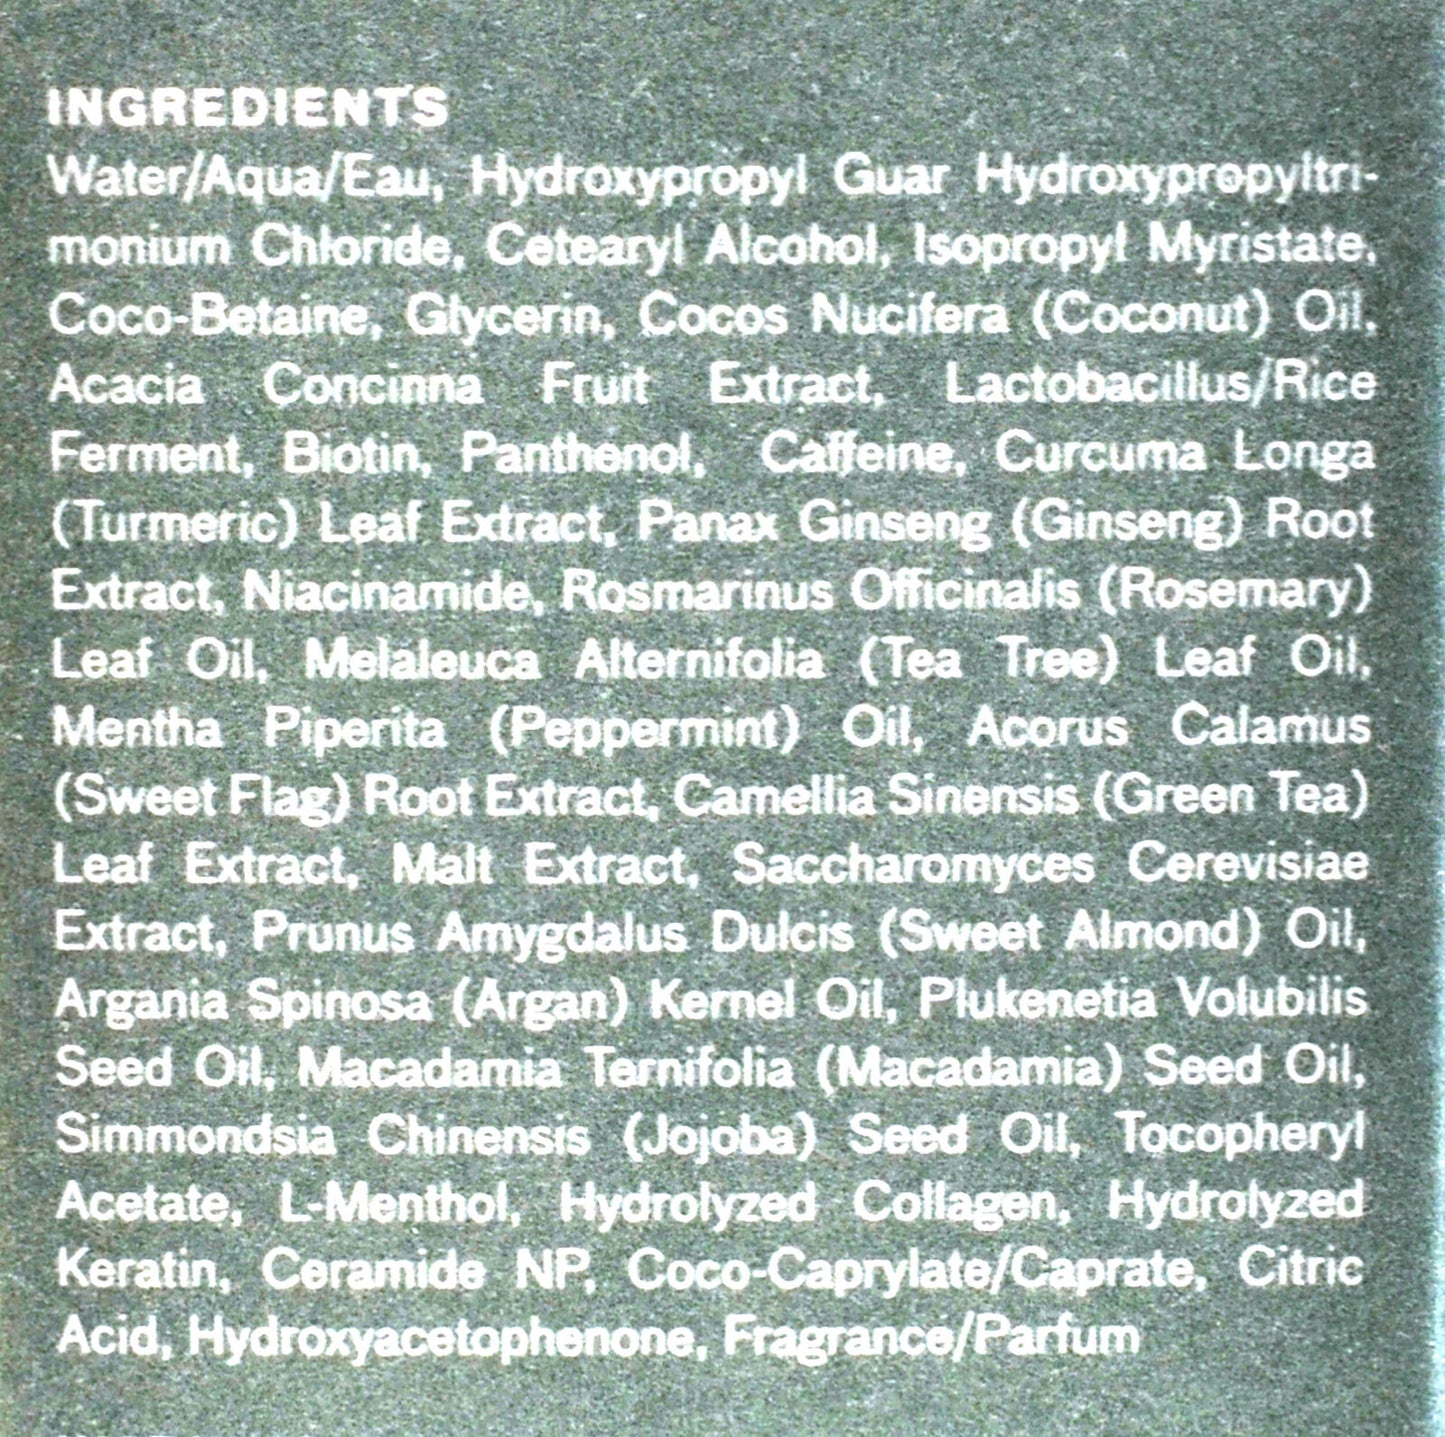 INGREDIENTS
Water/Aqua/Eau, Hydroxypropyl Guar Hydroxypropyltri-
monium Chloride, Cetearyl Alcohol, Isopropyl Myristate,
Coco-Betaine, Glycerin, Cocos Nucifera (Coconut) Oil,
Acacia Concinna Fruit Extract, Lactobacillus/Rice
Ferment, Biotin, Panthenol, Caffeine, Curcuma Longa
(Turmeric) Leaf Extract, Panax Ginseng (Ginseng) Root
Extract, Niacinamide, Rosmarinus Officinalis (Rosemary)
Leaf Oil, Melaleuca Alternifolia (Tea Tree) Leaf Oil,
Mentha Piperita (Peppermint) Oil, Acorus Calamus
(Sweet Flag) Root Extract, Camellia Sinensis (Green Tea)
Leaf Extract, Malt Extract, Saccharomyces Cerevisiae
Extract, Prunus Amygdalus Dulcis (Sweet Almond) Oil,
Argania Spinosa (Argan) Kernel Oil, Plukenetia Volubilis
Seed Oil, Macadamia Ternifolia (Macadamia) Seed Oil,
Simmondsia Chinensis (Jojoba) Seed Oil, Tocopheryl
Acetate, L-Menthol, Hydrolyzed Collagen, Hydrolyzed
Keratin, Ceramide NP, Coco-Caprylate/Caprate, Citric
Acid, Hydroxyacetophenone, Fragrance/Parfum